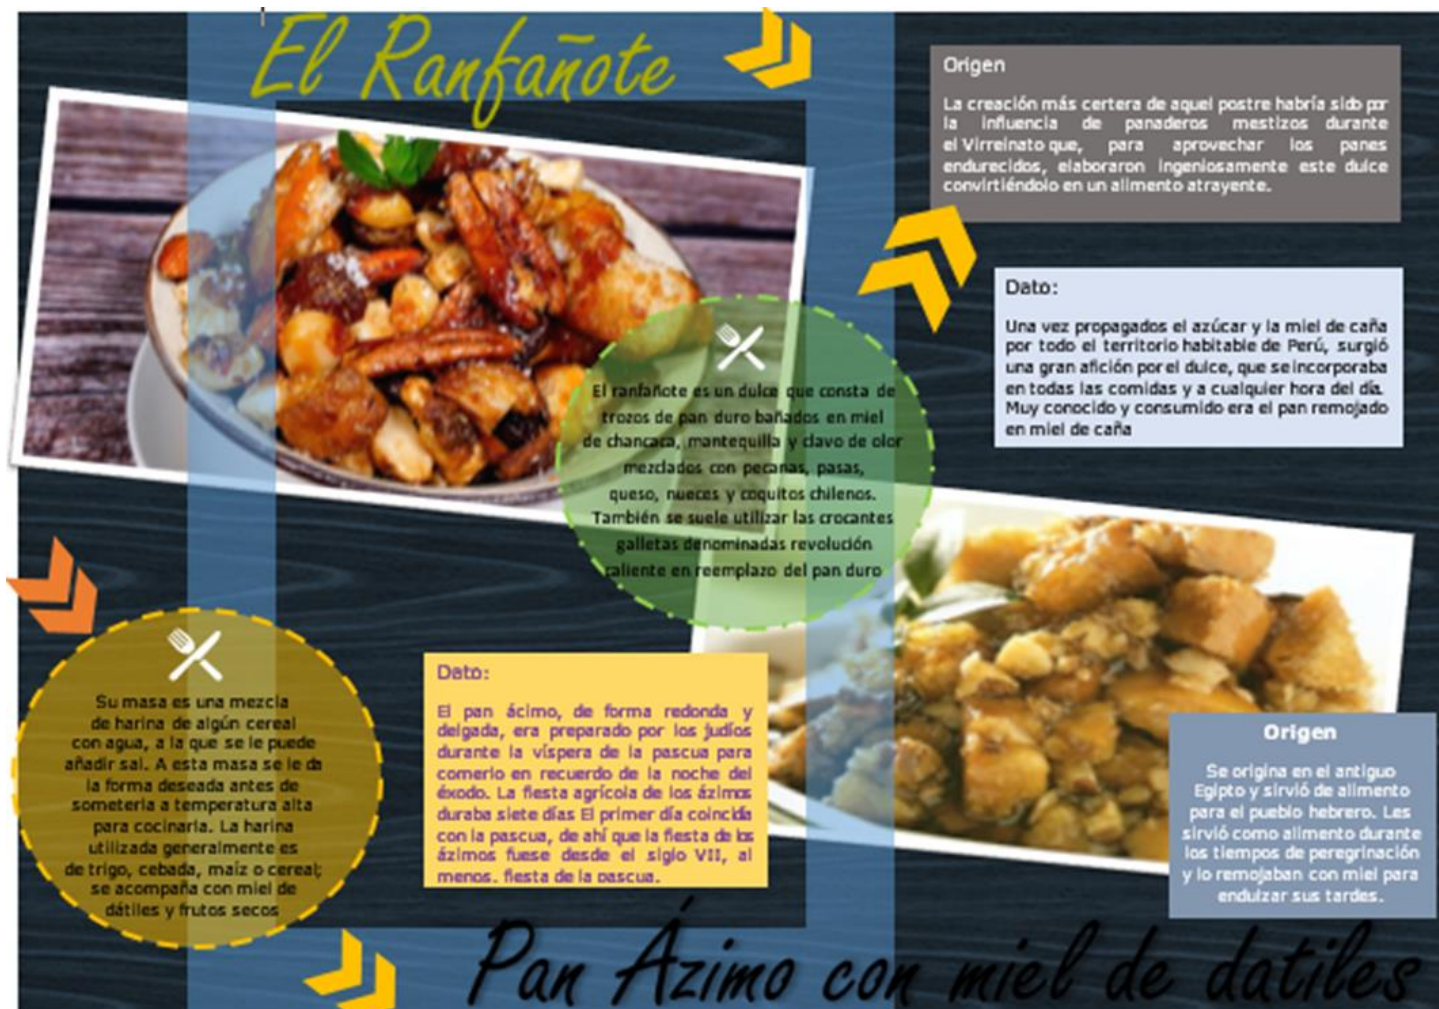 El Ranfañote
Origen
La creación más certera de aquel postre habría sido por
la influencia de panaderos mestizos durante
el Virreinato que, para aprovechar los panes
endurecidos, elaboraron ingeniosamente este dulce
convirtiéndolo en un alimento atrayente.
Dato:
Una vez propagados el azúcar y la miel de caña
por todo el territorio habitable de Perú, surgió
una gran afición por el dulce, que se incorporaba
en todas las comidas y a cualquier hora del día.
Muy conocido y consumido era el pan remojado
en miel de caña
El ranfañote es un dulce que consta de
trozos de pan duro bañados en miel
de chancaca, mantequilla y clavo de olor
mezclados con pecanas, pasas,
queso, nueces y coquitos chilenos.
También se suele utilizar las crocantes
galletas denominadas revolución
caliente en reemplazo del pan duro
Su masa es una mezcla
de harina de algún cereal
con agua, a la que se le puede
añadir sal. A esta masa se le da
la forma deseada antes de
someterla a temperatura alta
para cocinarla. La harina
utilizada generalmente es
de trigo, cebada, maíz o cereal;
se acompaña con miel de
dátiles y frutos secos
Dato:
El pan ácimo, de forma redonda y
delgada, era preparado por los judíos
durante la víspera de la pascua para
comerlo en recuerdo de la noche del
éxodo. La fiesta agrícola de los ázimos
duraba siete días El primer día coincidía
con la pascua, de ahí que la fiesta de los
ázimos fuese desde el siglo VII, al
menos. fiesta de la pascua.
Origen
Se origina en el antiguo
Egipto y sirvió de alimento
para el pueblo hebrero. Les
sirvió como alimento durante
los tiempos de peregrinación
y lo remojaban con miel para
endulzar sus tardes.
Pan Ázimo con miel de datiles